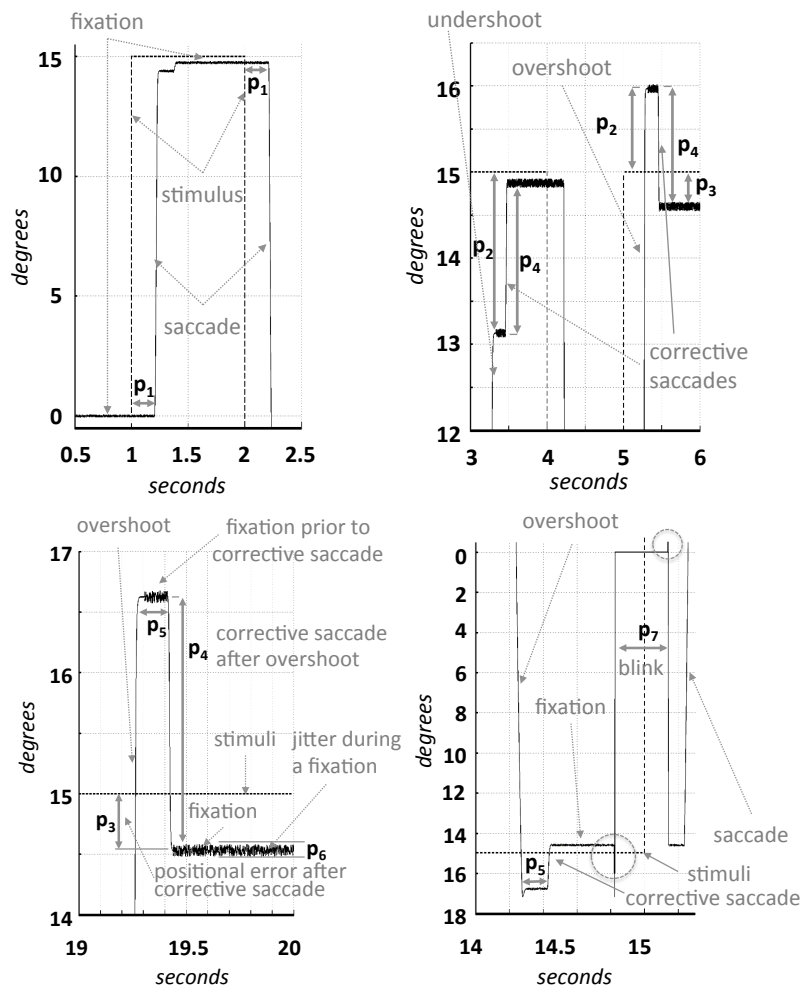 fixation
15
10
5
0
degrees
p1
stimulus
saccade
p1
0.5 1 1.5 2 2.5
seconds
undershoot
overshoot
16
15
14
13
12
degrees
p2
p4
p2
p4
p3
corrective
saccades
3 4 5 6
seconds
overshoot
fixation prior to
corrective saccade
17
16
15
14
degrees
p5
p4
corrective saccade
after overshoot
stimuli
jitter during
a fixation
fixation
p3
p6
positional error after
corrective saccade
19 19.5 20
seconds
overshoot
0
2
4
6
8
10
12
14
16
18
degrees
p7
blink
fixation
p5
saccade
stimuli
corrective saccade
14 14.5 15
seconds